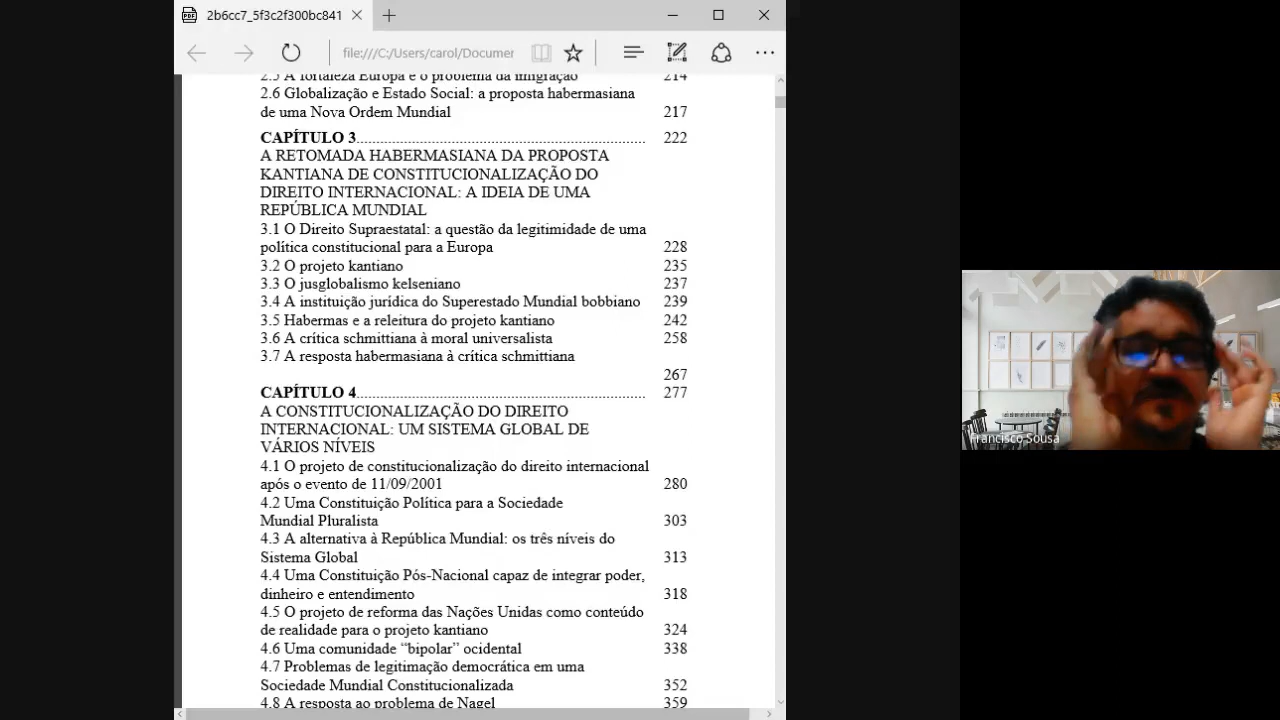 2b6cc7_5f3c2f300bc841
file:///C:/Users/carol/Documer
2.5 A fortaleza Europa e o problema da imigração 214
2.6 Globalização e Estado Social: a proposta habermasiana
de uma Nova Ordem Mundial 217
CAPÍTULO 3.................................................................. 222
A RETOMADA HABERMASIANA DA PROPOSTA
KANTIANA DE CONSTITUCIONALIZAÇÃO DO
DIREITO INTERNACIONAL: A IDEIA DE UMA
REPÚBLICA MUNDIAL
3.1 O Direito Supraestatal: a questão da legitimidade de uma
política constitucional para a Europa 228
3.2 O projeto kantiano 235
3.3 O jusglobalismo kelseniano 237
3.4 A instituição jurídica do Superestado Mundial bobbiano 239
3.5 Habermas e a releitura do projeto kantiano 242
3.6 A crítica schmittiana à moral universalista 258
3.7 A resposta habermasiana à crítica schmittiana
267
CAPÍTULO 4.................................................................. 277
A CONSTITUCIONALIZAÇÃO DO DIREITO
INTERNACIONAL: UM SISTEMA GLOBAL DE
VÁRIOS NÍVEIS
4.1 O projeto de constitucionalização do direito internacional
após o evento de 11/09/2001 280
4.2 Uma Constituição Política para a Sociedade
Mundial Pluralista 303
4.3 A alternativa à República Mundial: os três níveis do
Sistema Global 313
4.4 Uma Constituição Pós-Nacional capaz de integrar poder,
dinheiro e entendimento 318
4.5 O projeto de reforma das Nações Unidas como conteúdo
de realidade para o projeto kantiano 324
4.6 Uma comunidade “bipolar” ocidental 338
4.7 Problemas de legitimação democrática em uma
Sociedade Mundial Constitucionalizada 352
4.8 A resposta ao problema de Nagel 359
Francisco Sousa